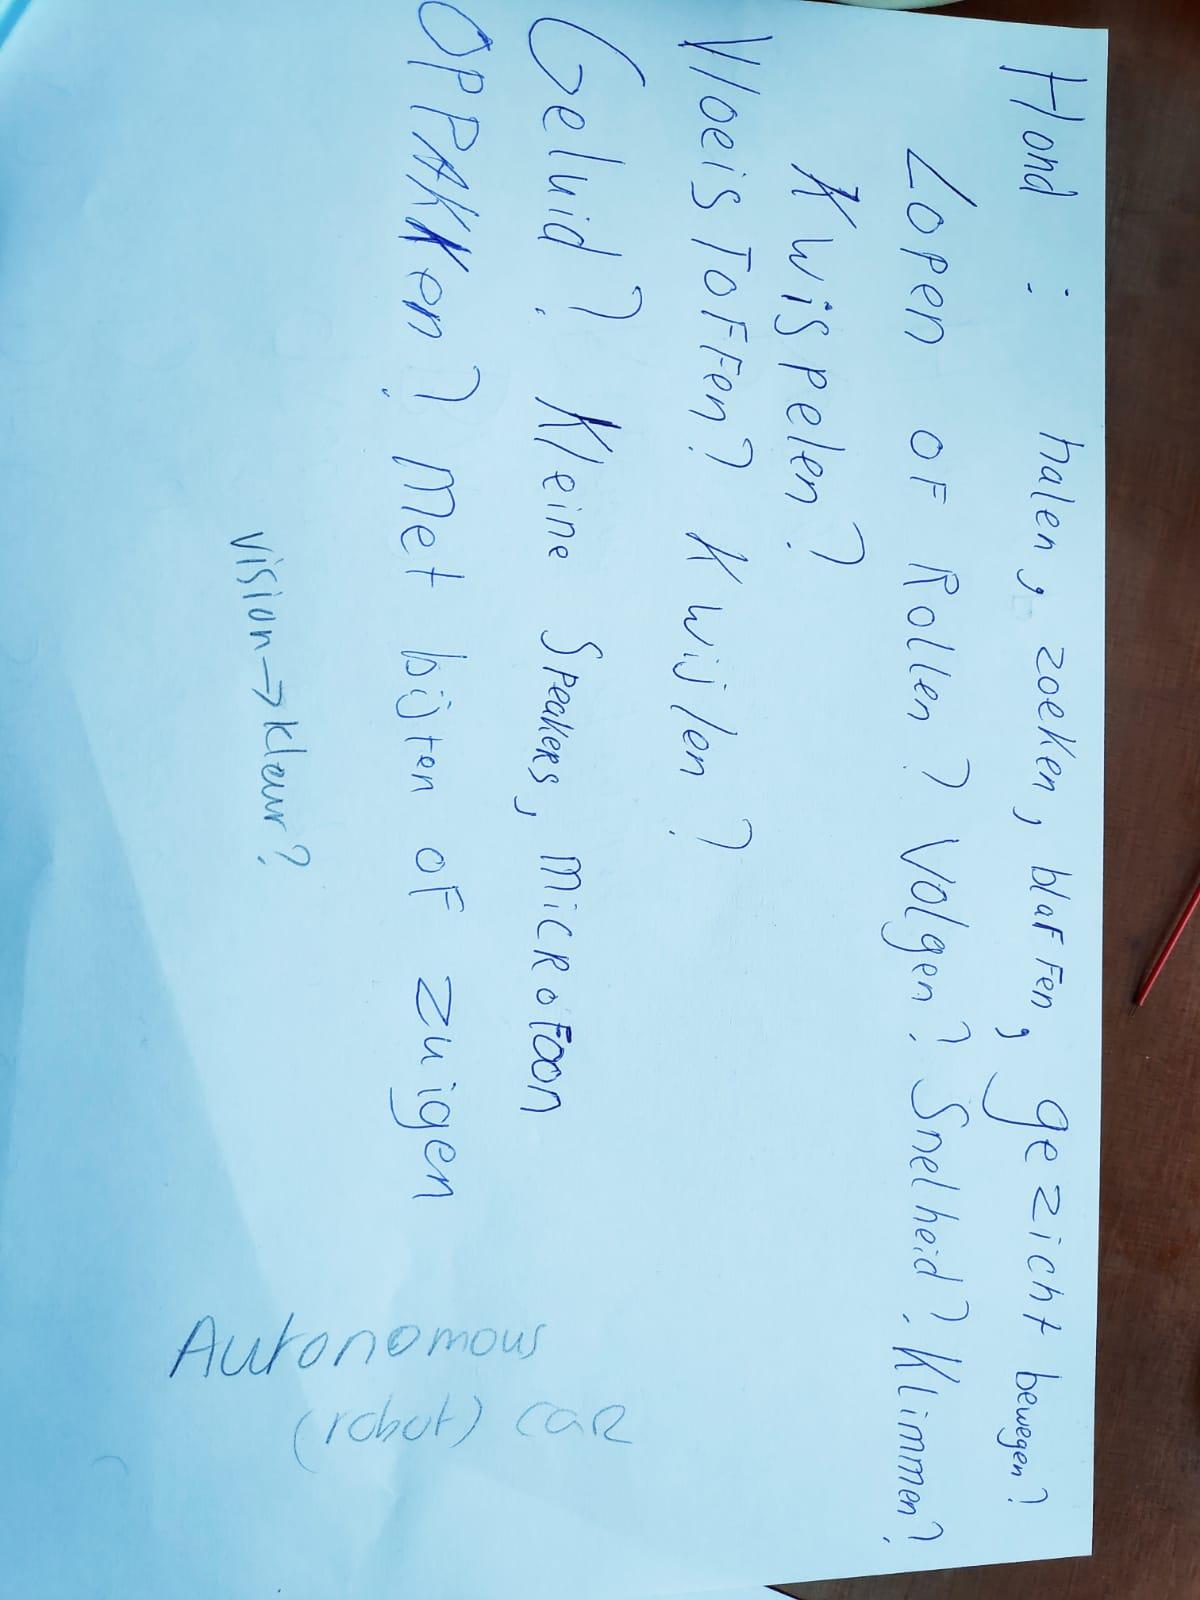 Hond : halen, zoeken, blaffen, gezicht bewegen?
Lopen of Rollen? Volgen? Snelheid? Klimmen?
Kwispelen?
Vloeistoffen? Kwijlen?
Geluid? Kleine Speakers, microfoon
OPPAKKen? Met bijten of zuigen
vision → kleur?
Autonomous
(robot) car